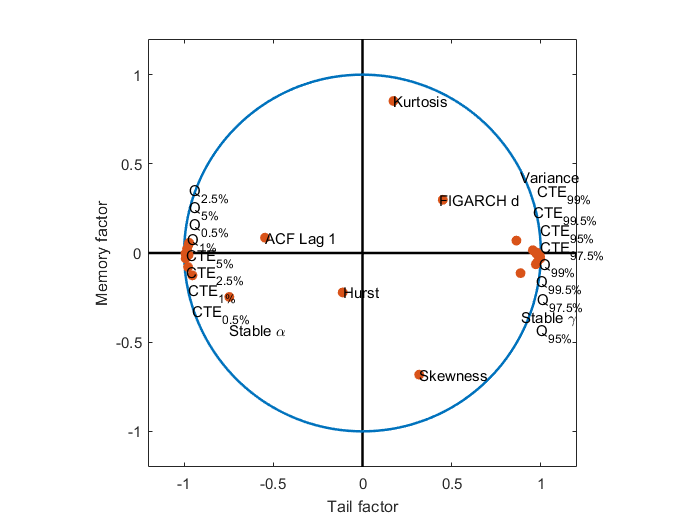 1
Kurtosis
0.5
Variance
Q2.5%
CTE99%
FIGARCH d
Q5%
CTE99.5%
Q0.5%
CTE95%
ACF Lag 1
Q1%
CTE97.5%
0
CTE5%
Q99%
CTE2.5%
Q99.5%
CTE1%
Hurst
Q97.5%
CTE0.5%
Stable γ
Stable α
Q95%
-0.5
Skewness
-1
-1 -0.5 0 0.5 1
Tail factor
Memory factor